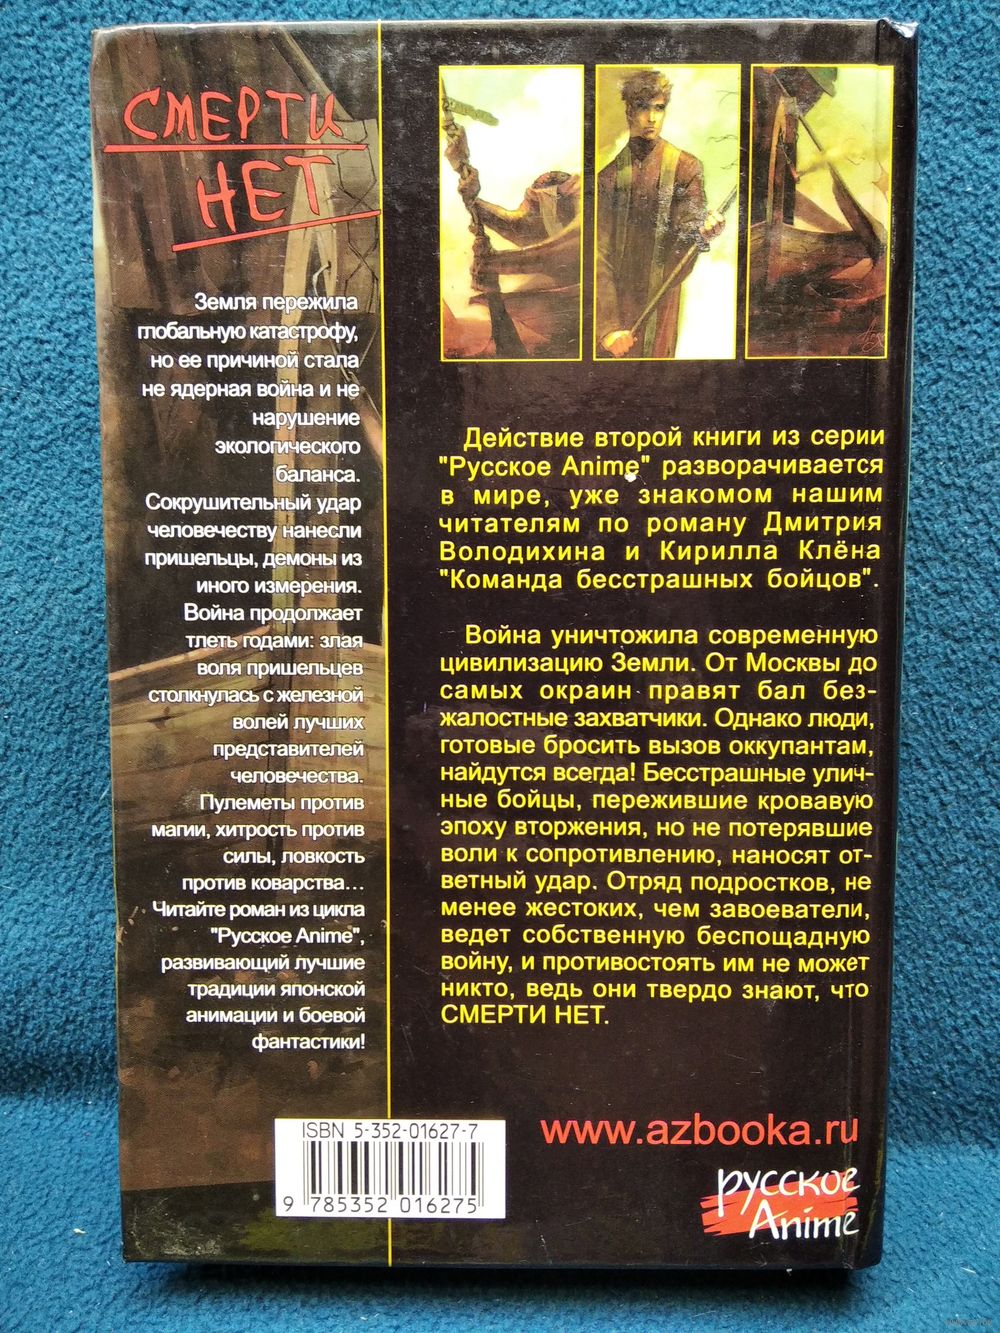 СМЕРТИ
НЕТ
Земля пережила
глобальную катастрофу,
но ее причиной стала
не ядерная война и не
нарушение
экологического
баланса.
Сокрушительный удар
человечеству нанесли
пришельцы, демоны из
иного измерения.
Война продолжает
тлеть годами: злая
воля пришельцев
столкнулась с железной
волей лучших
представителей
человечества.
Пулеметы против
магии, хитрость против
силы, ловкость
против коварства...
Читайте роман из цикла
"Русское Anime",
развивающий лучшие
традиции японской
анимации и боевой
фантастики!
Действие второй книги из серии
"Русское Anime" разворачивается
в мире, уже знакомом нашим
читателям по роману Дмитрия
Володихина и Кирилла Клёна
"Команда бесстрашных бойцов".
Война уничтожила современную
цивилизацию Земли. От Москвы до
самых окраин правят бал без-
жалостные захватчики. Однако люди,
готовые бросить вызов оккупантам,
найдутся всегда! Бесстрашные улич-
ные бойцы, пережившие кровавую
эпоху вторжения, но не потерявшие
воли к сопротивлению, наносят от-
ветный удар. Отряд подростков, не
менее жестоких, чем завоеватели,
ведет собственную беспощадную
войну, и противостоять им не может
никто, ведь они твердо знают, что
СМЕРТИ НЕТ.
ISBN 5-352-01627-7
9 785352 016275
www.azbooka.ru
русское
Anime